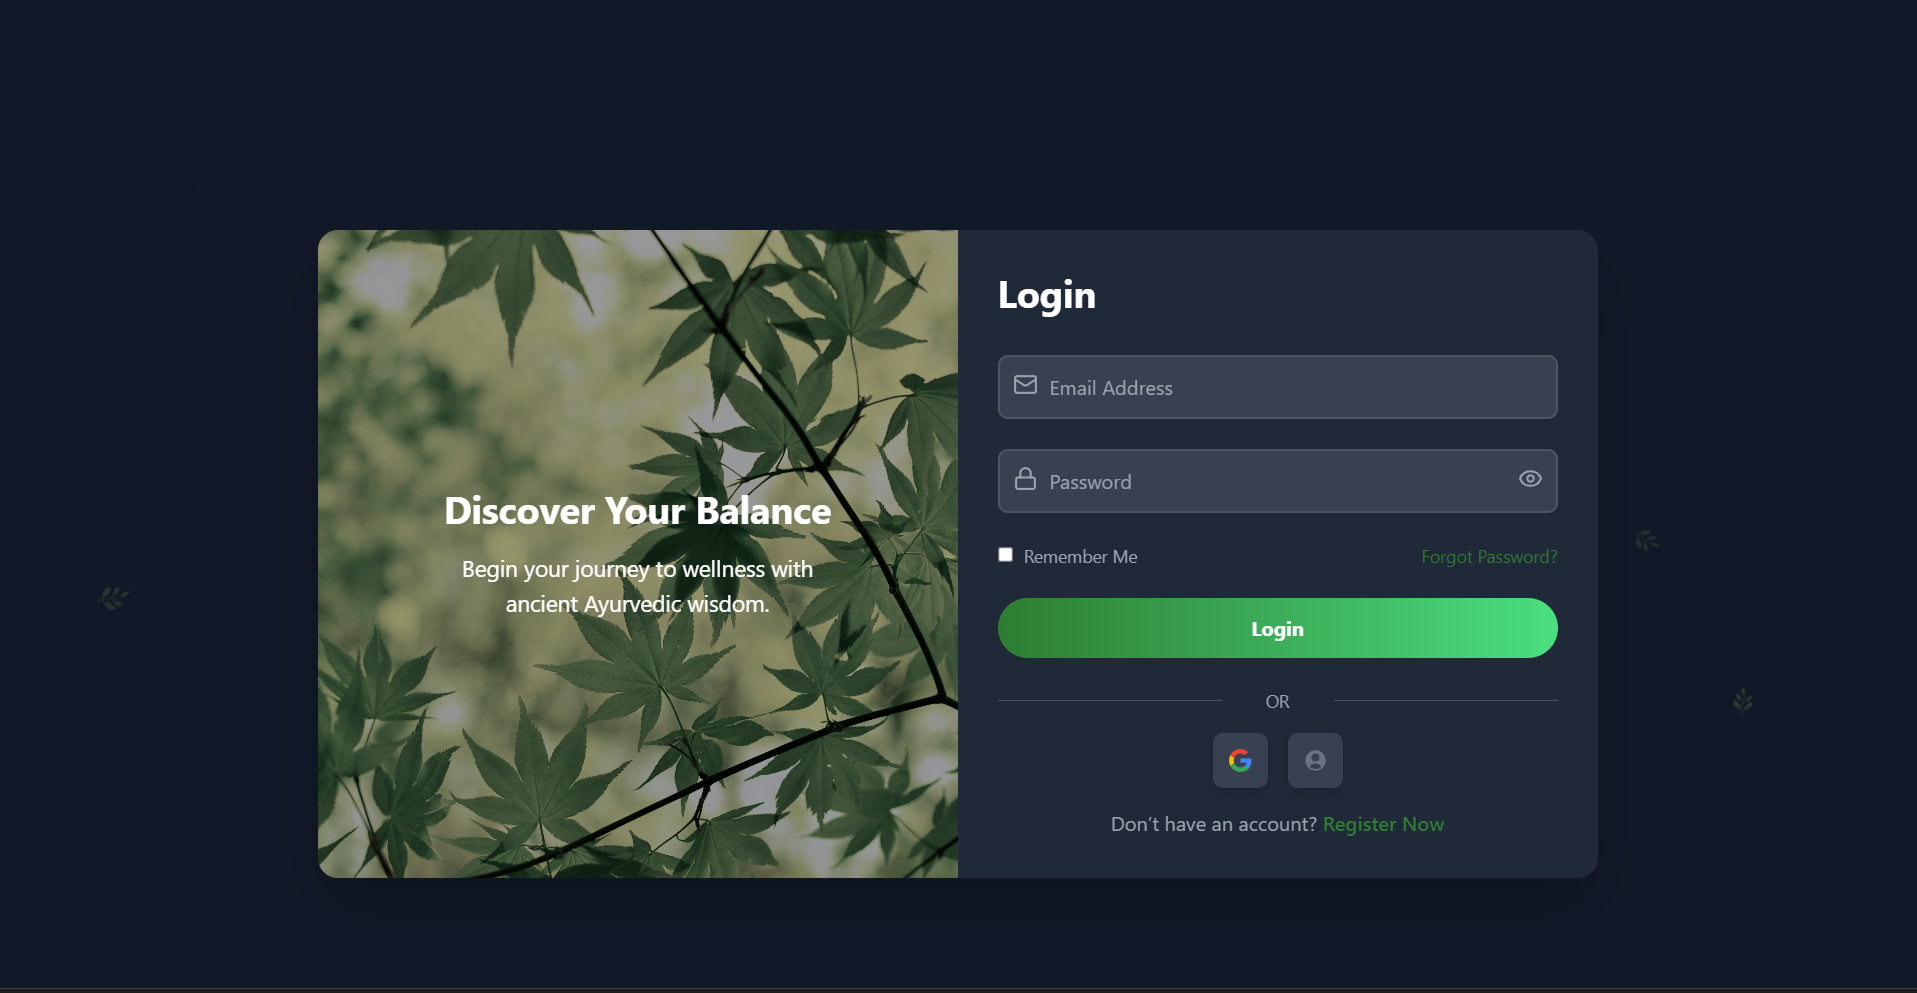 Discover Your Balance
Begin your journey to wellness with
ancient Ayurvedic wisdom.
Login
Email Address
Password
Remember Me
Forgot Password?
Login
OR
Don’t have an account? Register Now